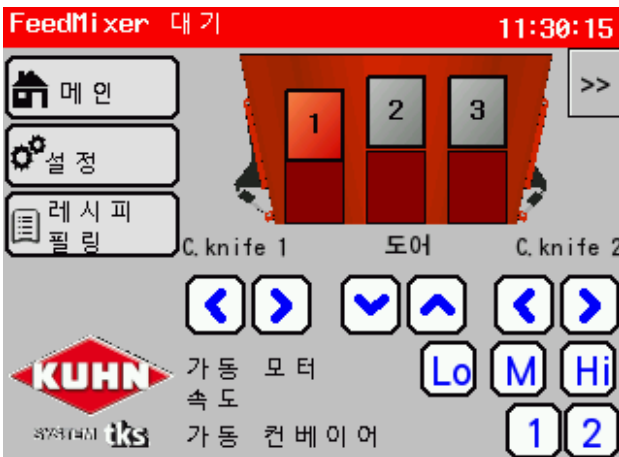 FeedMixer 대기 11:30:15
메인
>>
1 2 3
설정
레시피
필링
C.knife 1 도어 C.knife 2
가동 모터 Lo M Hi
속도
KUHN
SYSTEM tks
가동 컨베이어 1 2